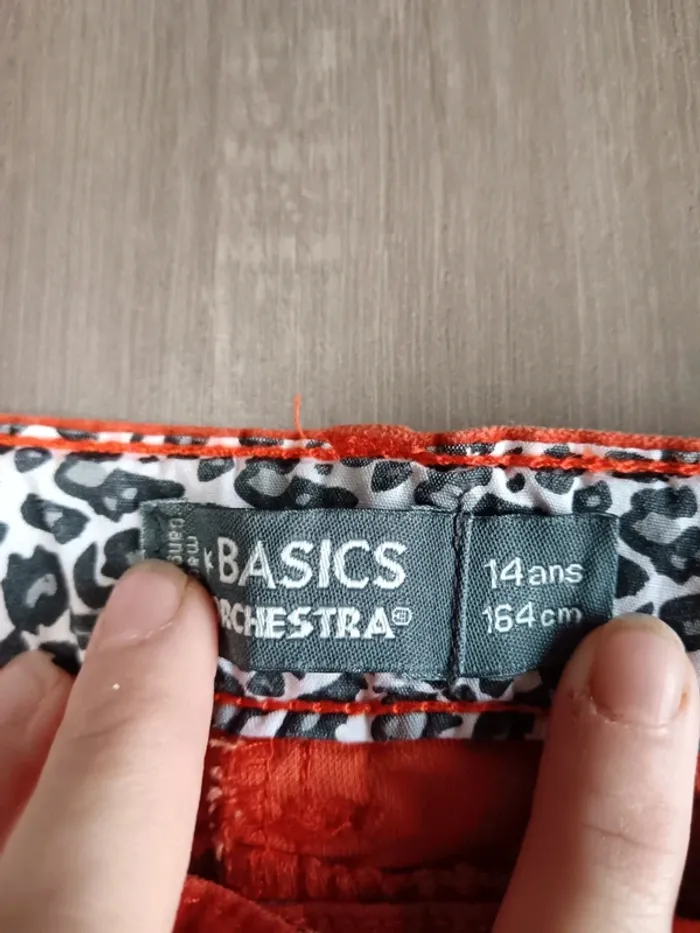 *BASICS
ORCHESTRA
14 ans
164 cm